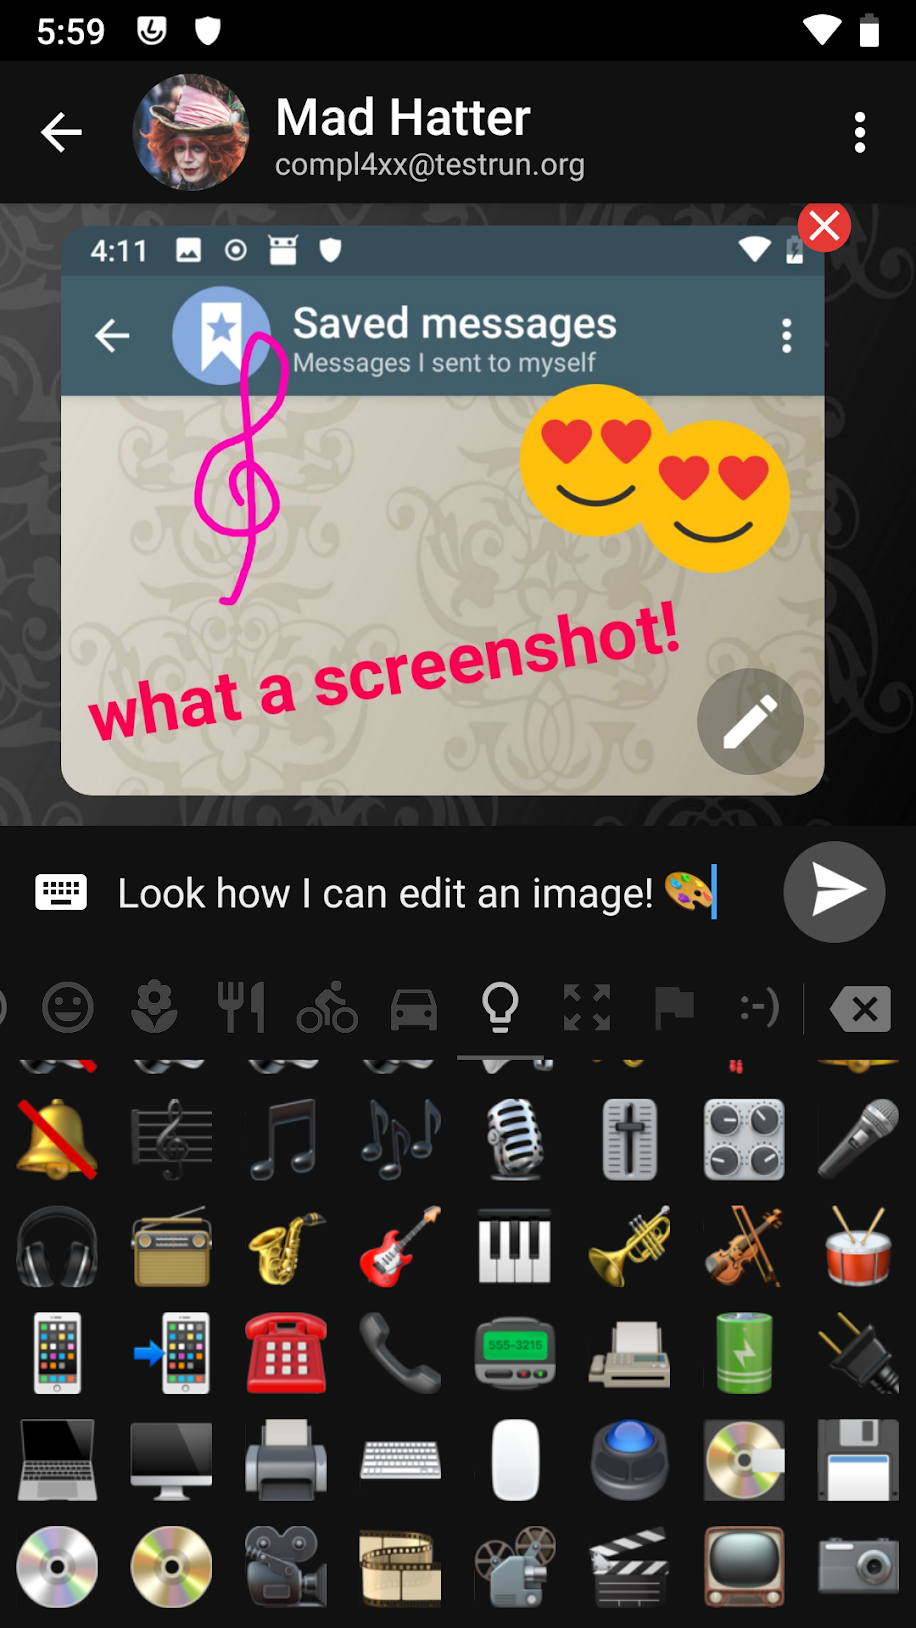 5:59
Mad Hatter
compl4xx@testrun.org
4:11
Saved messages
Messages I sent to myself
what a screenshot!
Look how I can edit an image! 🎨
:-)
555-3215